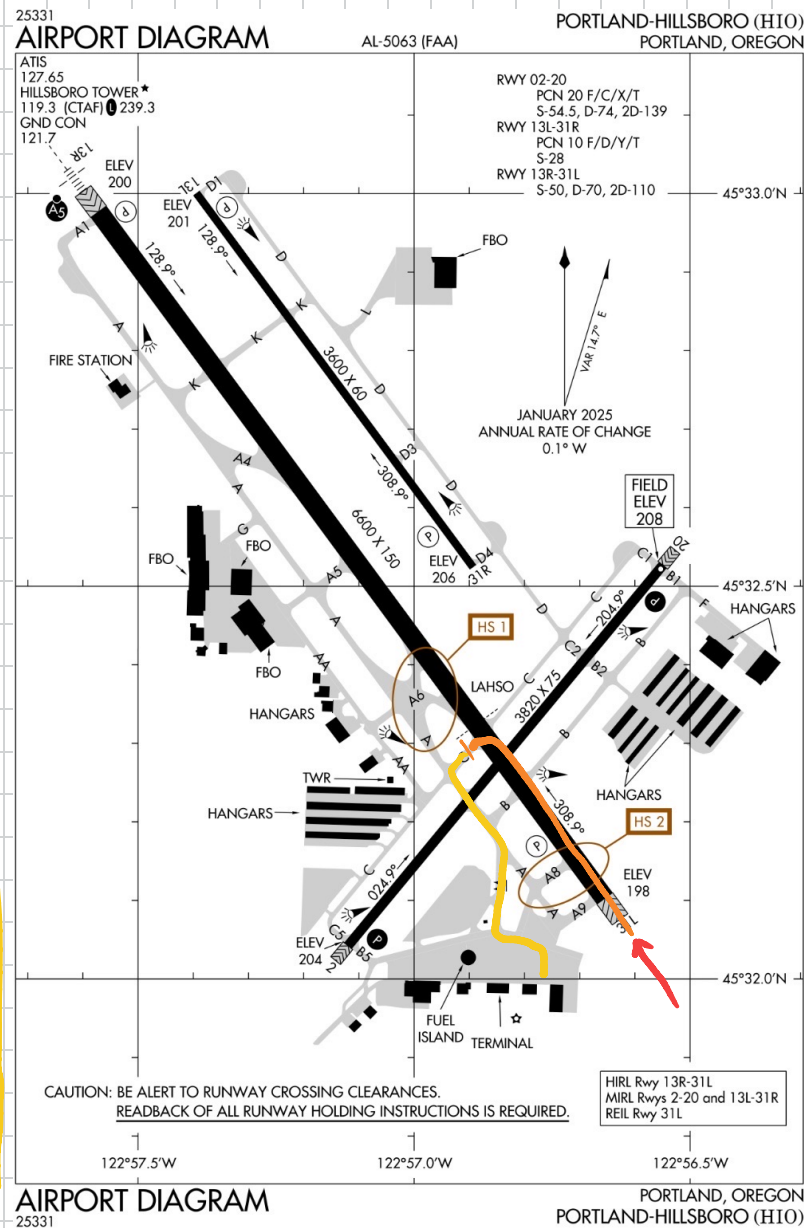 25331
AIRPORT DIAGRAM
AL-5063 (FAA)
PORTLAND-HILLSBORO (HIO)
PORTLAND, OREGON
ATIS
127.65
HILLSBORO TOWER★
119.3 (CTAF) L 239.3
GND CON
121.7
RWY 02-20
PCN 20 F/C/X/T
S-54.5, D-74, 2D-139
RWY 13L-31R
PCN 10 F/D/Y/T
S-28
RWY 13R-31L
S-50, D-70, 2D-110
13R
ELEV
200
A5
P
A1
128.9°
13L
D1
ELEV
201
P
128.9°
D
45°33.0'N
FBO
L
K
K
K
A
FIRE STATION
3600 X 60
D
VAR 14.7° E
JANUARY 2025
ANNUAL RATE OF CHANGE
0.1° W
D3
308.9°
D
A4
A
G
6600 X 150
P
ELEV
206
D4
31R
FIELD
ELEV
208
20
C1
B1
F
P
45°32.5'N
FBO
FBO
FBO
A5
A
AA
HS 1
D
C
204.9°
C2
B
HANGARS
B2
A6
LAHSO
C
3820 X 75
HANGARS
A
AA
B
HANGARS
TWR
C
HANGARS
308.9°
B
HS 2
P
A
A8
ELEV
198
A
A9
C
024.9°
C5
ELEV
204
2
B5
P
45°32.0'N
FUEL
ISLAND
TERMINAL
CAUTION: BE ALERT TO RUNWAY CROSSING CLEARANCES.
READBACK OF ALL RUNWAY HOLDING INSTRUCTIONS IS REQUIRED.
HIRL Rwy 13R-31L
MIRL Rwys 2-20 and 13L-31R
REIL Rwy 31L
122°57.5'W
122°57.0'W
122°56.5'W
AIRPORT DIAGRAM
25331
PORTLAND, OREGON
PORTLAND-HILLSBORO (HIO)